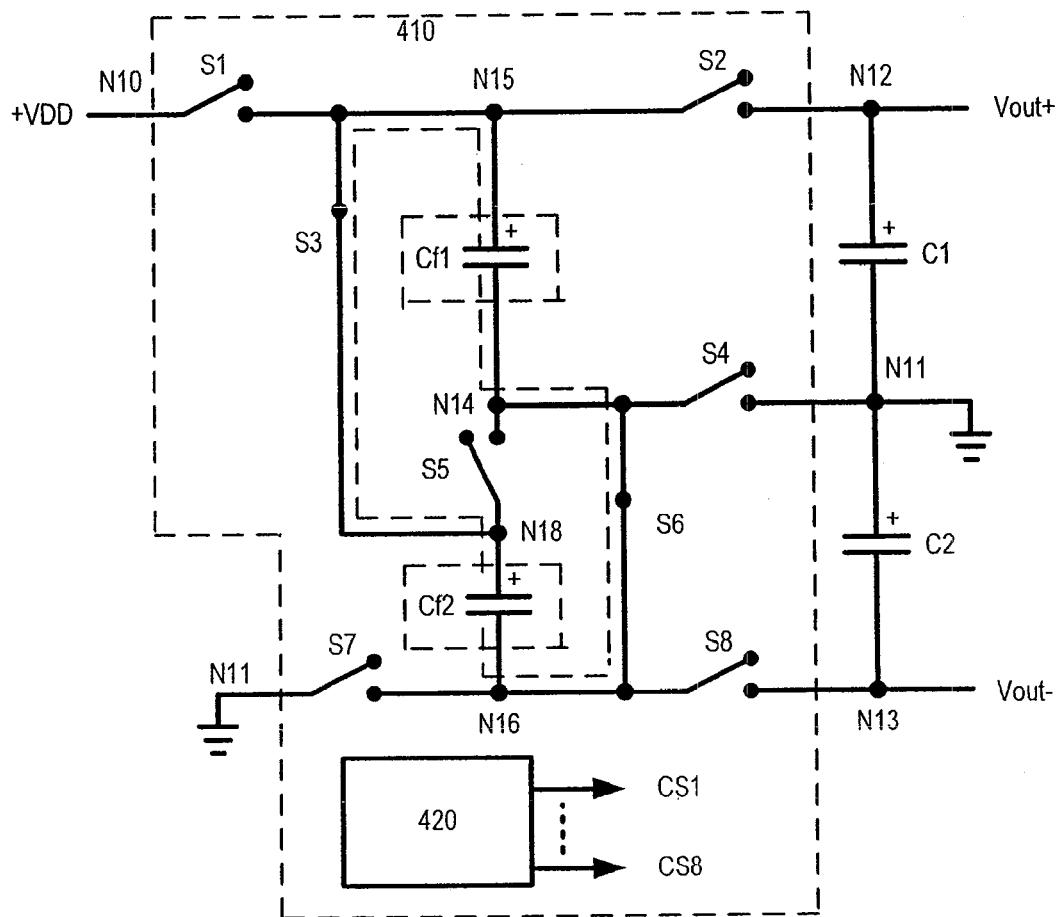 410
N10
S1
N15
S2
N12
+VDD
Vout+
S3
+
Cf1
+
C1
S4
N11
N14
S5
S6
N18
+
C2
+
Cf2
S7
S8
N11
N16
N13
Vout-
420
CS1
CS8